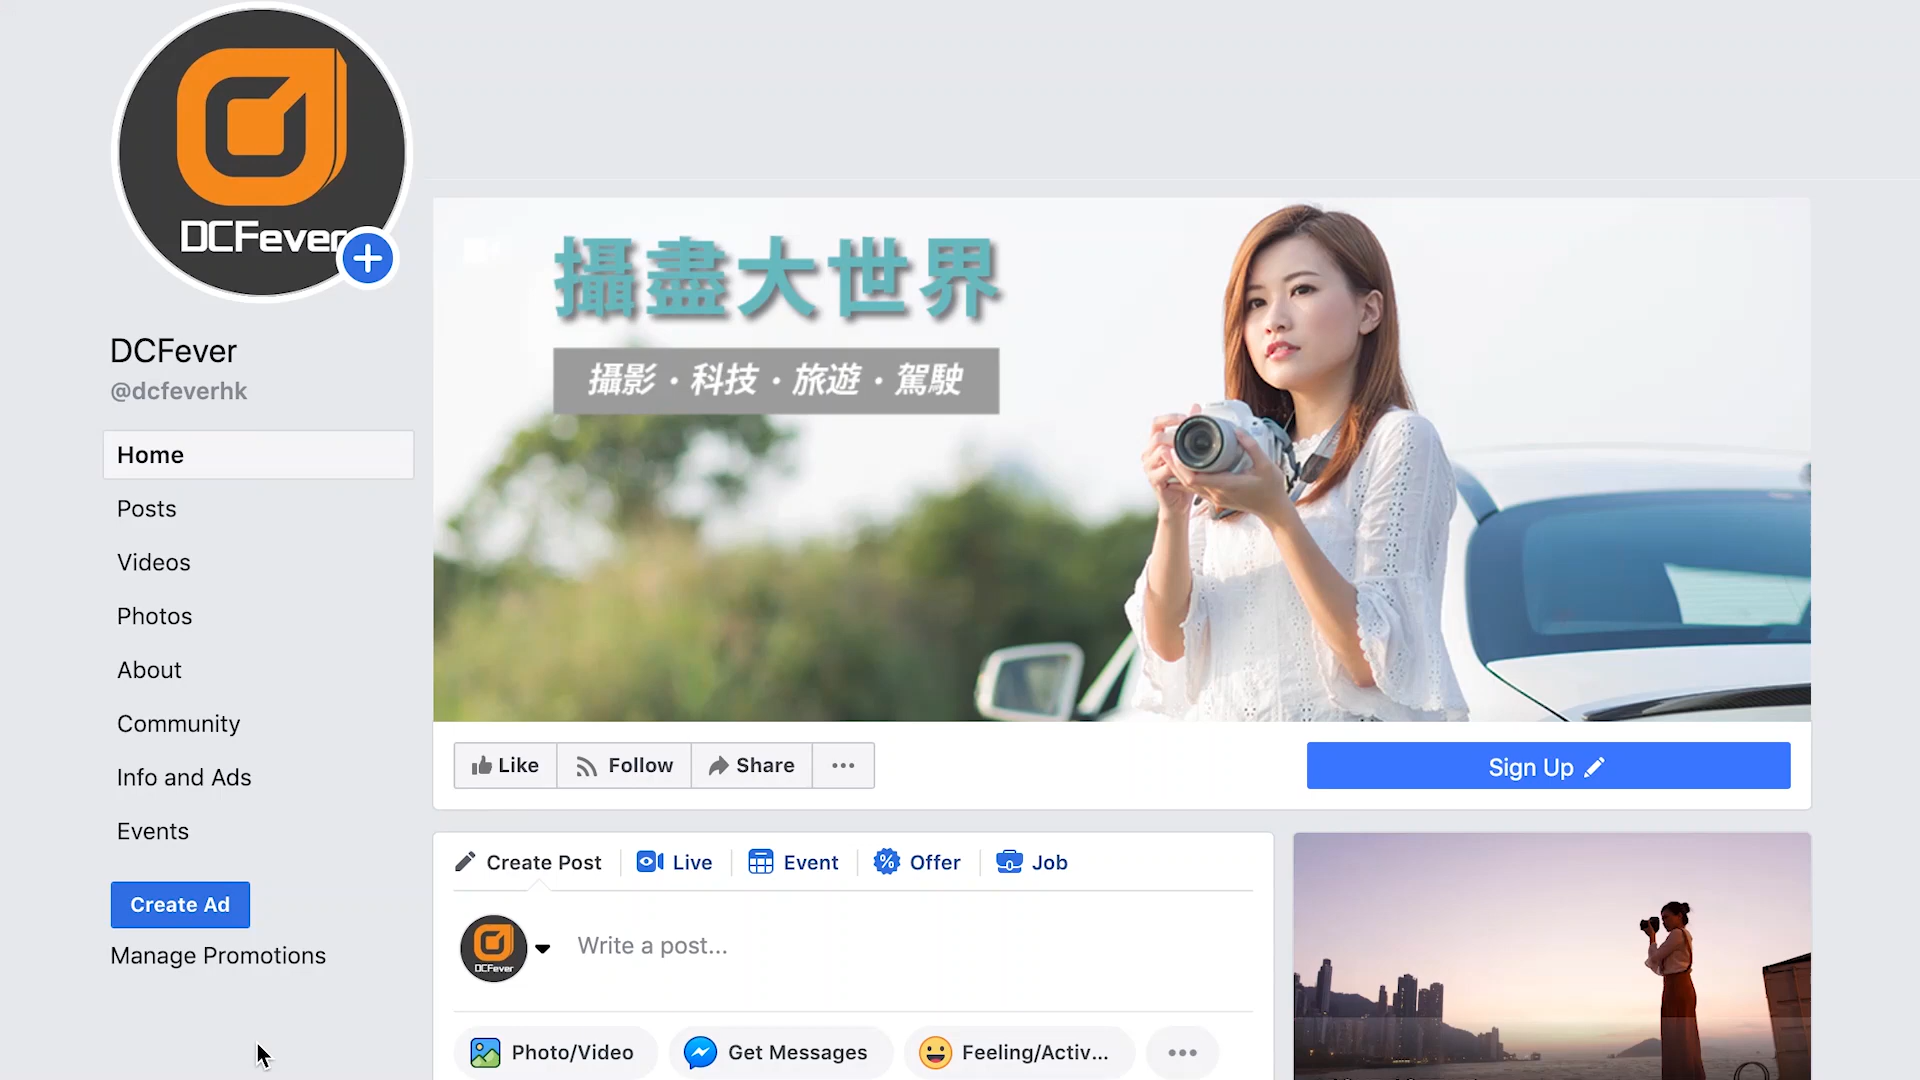 DCFever
DCFever
@dcfeverhk
Home
Posts
Videos
Photos
About
Community
Info and Ads
Events
Create Ad
Manage Promotions
攝盡大世界
攝影・科技・旅遊・駕駛
Like Follow Share
Sign Up
Create Post Live Event Offer Job
DCFever
Write a post...
Photo/Video Get Messages Feeling/Activ...